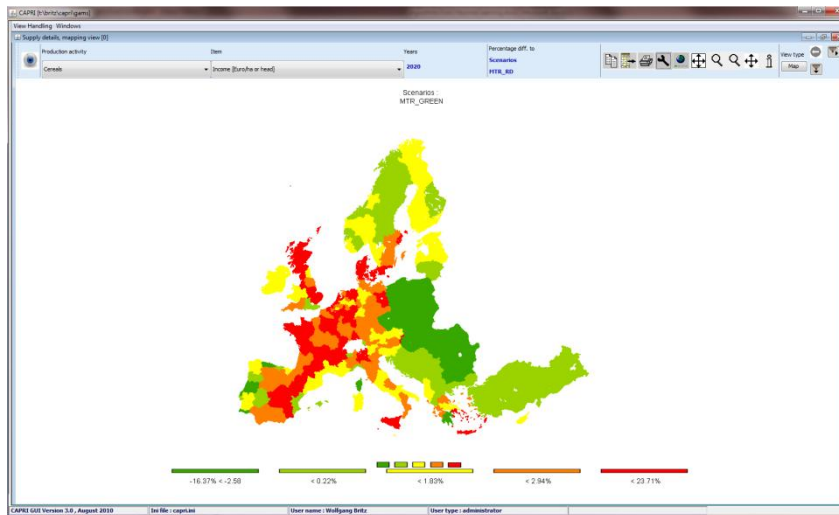 CAPRI [t:\britz\capri\gams]
View Handling Windows
Supply details, mapping view [0]
Production activity
Item
Years
Percentage diff. to
Cereals
Income [Euro/ha or head]
2020
Scenarios
MTR_RD
View type
Map
Scenarios :
MTR_GREEN
-16.37% < -2.58
< 0.22%
< 1.83%
< 2.94%
< 23.71%
CAPRI GUI Version 3.0 , August 2010
Ini file : capri.ini
User name : Wolfgang Britz
User type : administrator